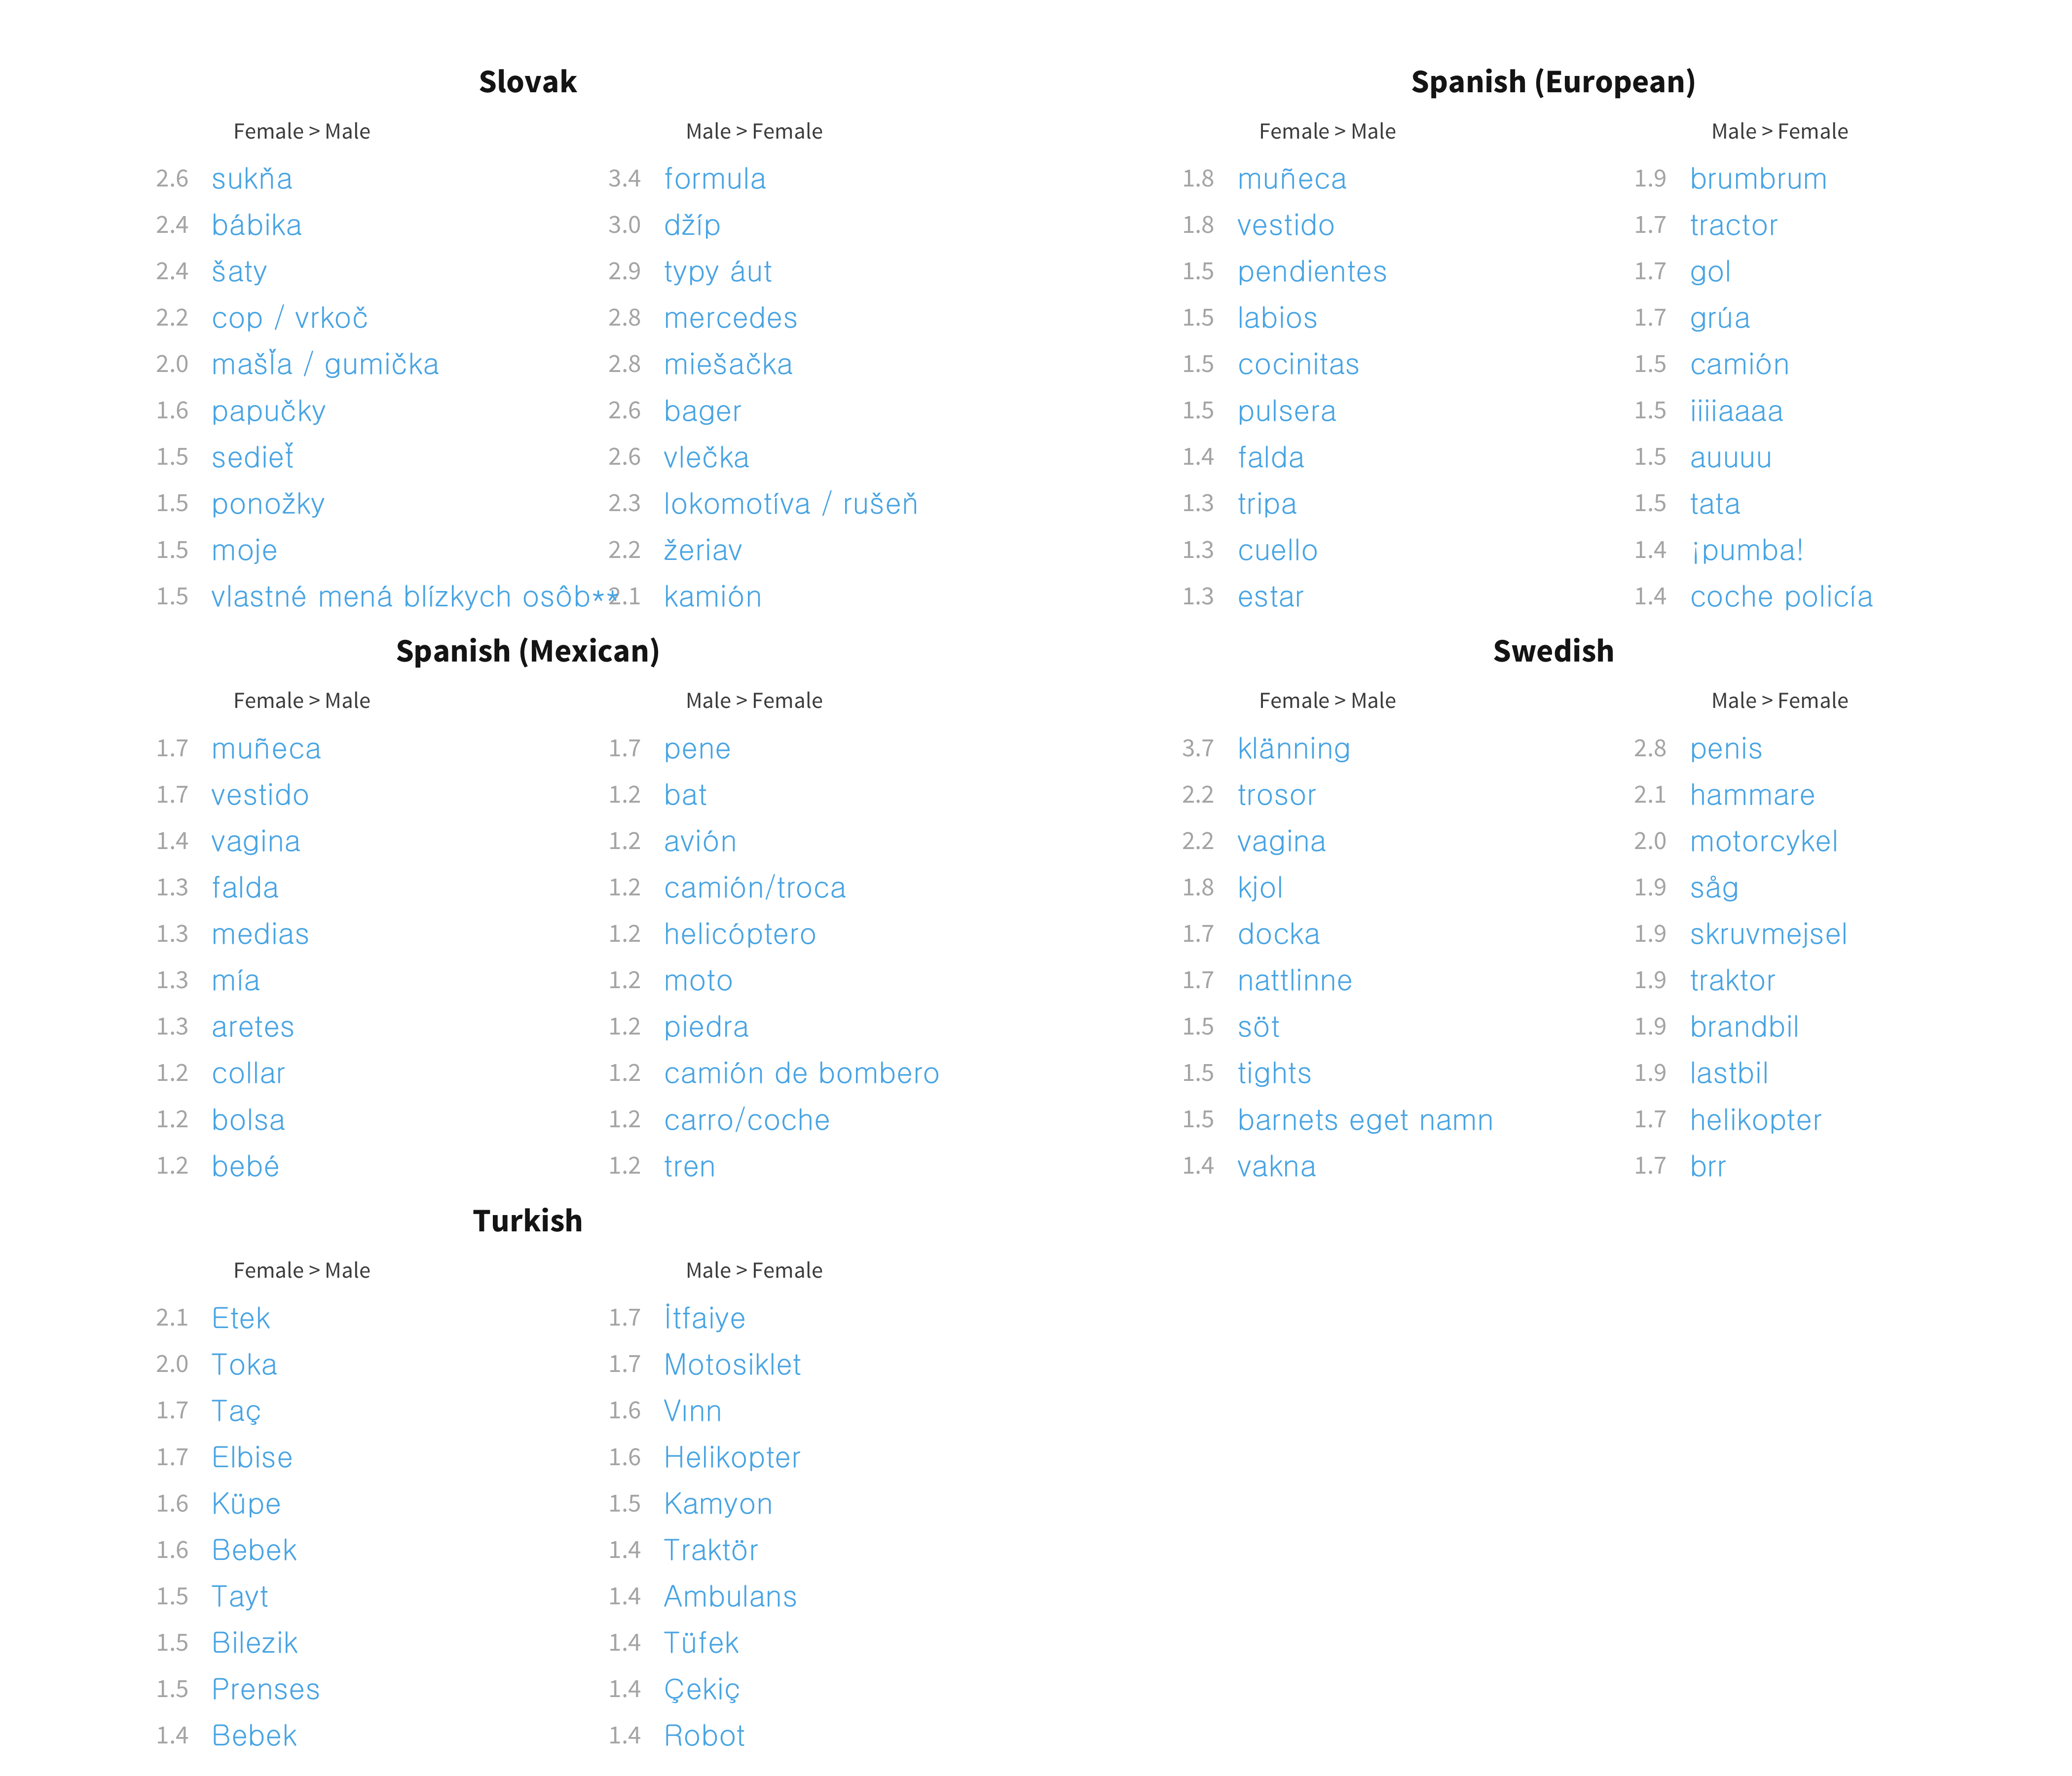 Slovak
Female > Male
2.6 sukňa
2.4 bábika
2.4 šaty
2.2 cop / vrkoč
2.0 mašľa / gumička
1.6 papučky
1.5 sedieť
1.5 ponožky
1.5 moje
1.5 vlastné mená blízkych osôb**
Male > Female
3.4 formula
3.0 džíp
2.9 typy áut
2.8 mercedes
2.8 miešačka
2.6 bager
2.6 vlečka
2.3 lokomotíva / rušeň
2.2 žeriav
2.1 kamión
Spanish (European)
Female > Male
1.8 muñeca
1.8 vestido
1.5 pendientes
1.5 labios
1.5 cocinitas
1.5 pulsera
1.4 falda
1.3 tripa
1.3 cuello
1.3 estar
Male > Female
1.9 brumbrum
1.7 tractor
1.7 gol
1.7 grúa
1.5 camión
1.5 iiiiaaaa
1.5 auuuu
1.5 tata
1.4 ¡pumba!
1.4 coche policía
Spanish (Mexican)
Female > Male
1.7 muñeca
1.7 vestido
1.4 vagina
1.3 falda
1.3 medias
1.3 mía
1.3 aretes
1.2 collar
1.2 bolsa
1.2 bebé
Male > Female
1.7 pene
1.2 bat
1.2 avión
1.2 camión/troca
1.2 helicóptero
1.2 moto
1.2 piedra
1.2 camión de bombero
1.2 carro/coche
1.2 tren
Swedish
Female > Male
3.7 klänning
2.2 trosor
2.2 vagina
1.8 kjol
1.7 docka
1.7 nattlinne
1.5 söt
1.5 tights
1.5 barnets eget namn
1.4 vakna
Male > Female
2.8 penis
2.1 hammare
2.0 motorcykel
1.9 såg
1.9 skruvmejsel
1.9 traktor
1.9 brandbil
1.9 lastbil
1.7 helikopter
1.7 brr
Turkish
Female > Male
2.1 Etek
2.0 Toka
1.7 Taç
1.7 Elbise
1.6 Küpe
1.6 Bebek
1.5 Tayt
1.5 Bilezik
1.5 Prenses
1.4 Bebek
Male > Female
1.7 İtfaiye
1.7 Motosiklet
1.6 Vınn
1.6 Helikopter
1.5 Kamyon
1.4 Traktör
1.4 Ambulans
1.4 Tüfek
1.4 Çekiç
1.4 Robot